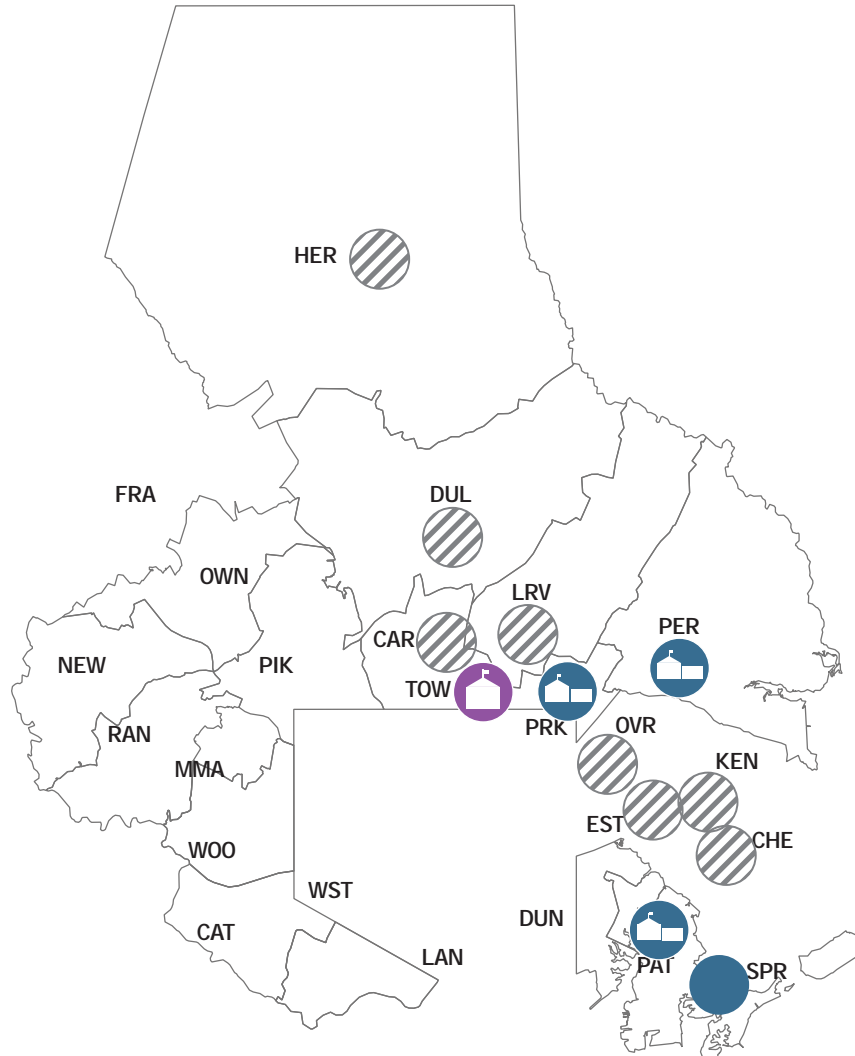 HER
FRA
DUL
OWN
LRV
CAR
PER
NEW
PIK
TOW
RAN
PRK
OVR
MMA
KEN
EST
CHE
WOO
WST
CAT
DUN
LAN
PAT
SPR